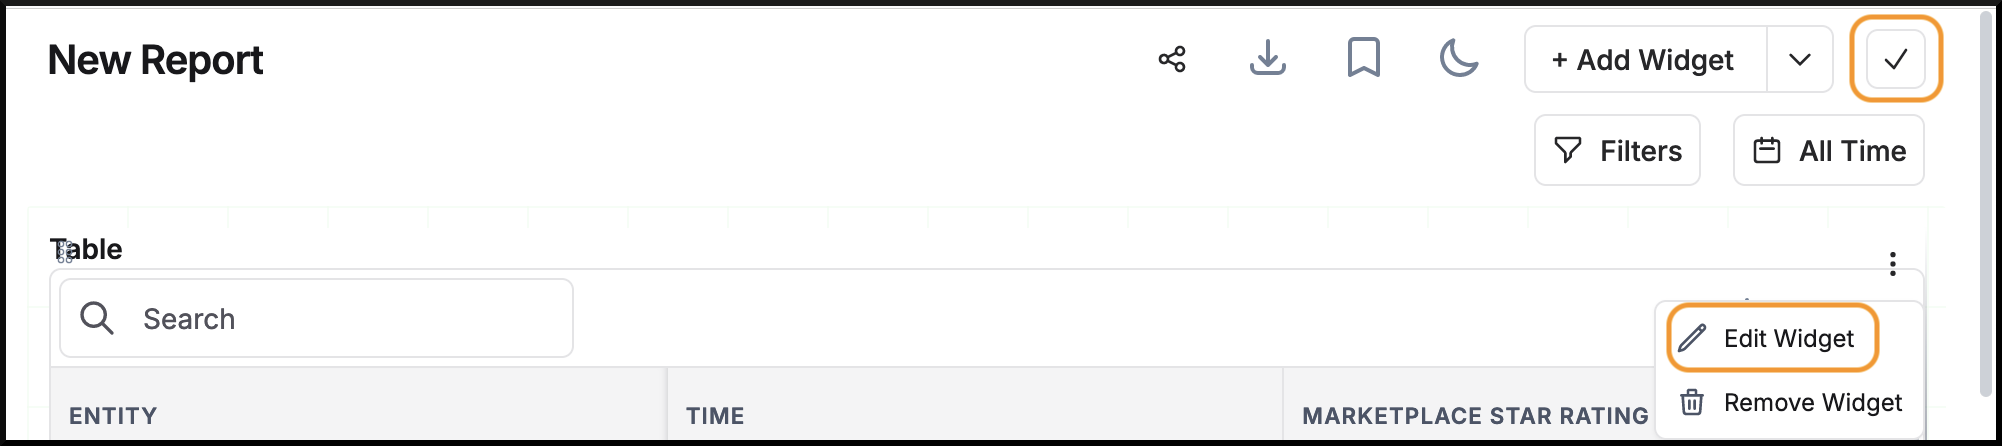 New Report
+ Add Widget
Filters
All Time
Table
Search
Edit Widget
Remove Widget
ENTITY
TIME
MARKETPLACE STAR RATING